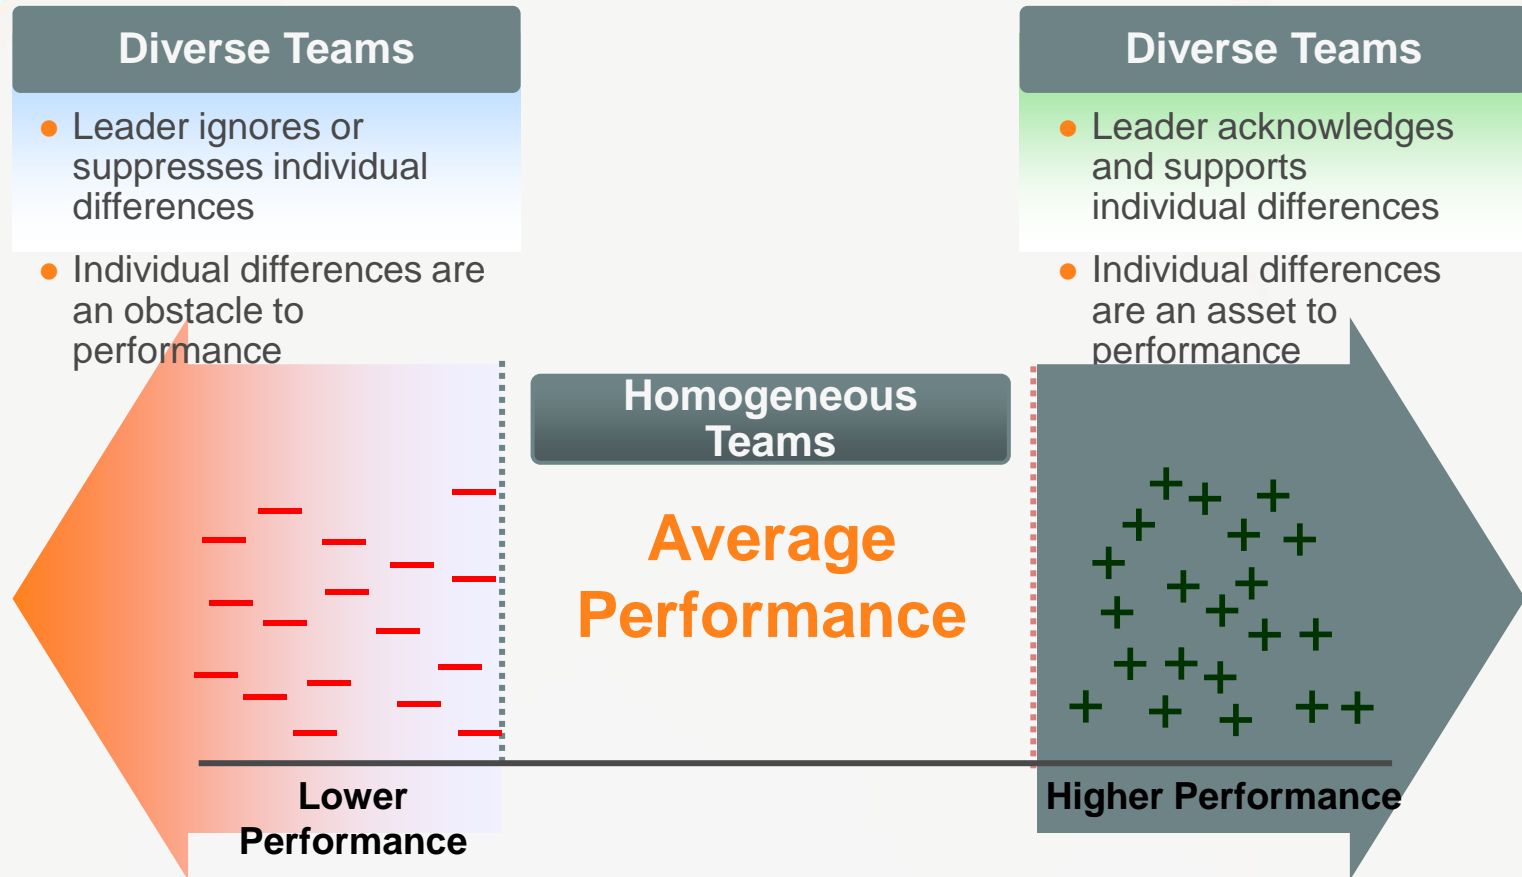 Diverse Teams
• Leader ignores or
suppresses individual
differences
• Individual differences are
an obstacle to
performance
Diverse Teams
• Leader acknowledges
and supports
individual differences
• Individual differences
are an asset to
performance
Homogeneous
Teams
Average
Performance
Lower
Performance
Higher Performance